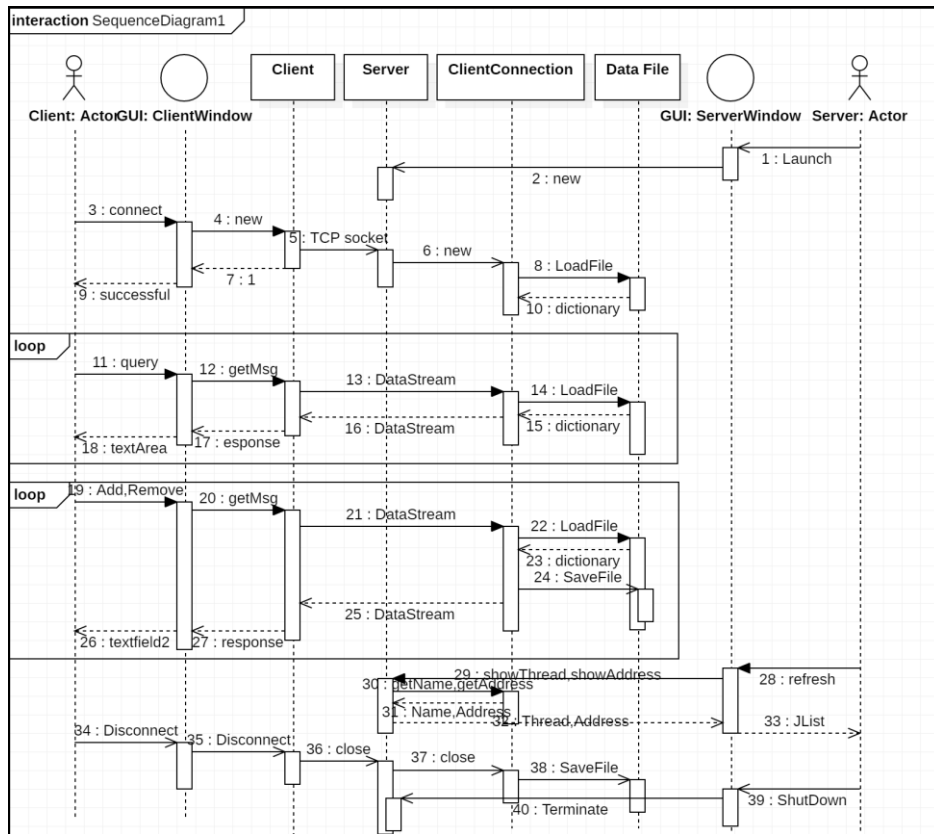 interaction SequenceDiagram1
Client
Server
ClientConnection
Data File
Client: Actor
GUI: ClientWindow
GUI: ServerWindow
Server: Actor
1 : Launch
2 : new
3 : connect
4 : new
5 : TCP socket
6 : new
7 : 1
8 : LoadFile
9 : successful
10 : dictionary
loop
11 : query
12 : getMsg
13 : DataStream
14 : LoadFile
15 : dictionary
16 : DataStream
17 : esponse
18 : textArea
loop
19 : Add,Remove
20 : getMsg
21 : DataStream
22 : LoadFile
23 : dictionary
24 : SaveFile
25 : DataStream
26 : textfield2
27 : response
28 : refresh
29 : showThread,showAddress
30 : getName,getAddress
31 : Name,Address
32 : Thread,Address
33 : JList
34 : Disconnect
35 : Disconnect
36 : close
37 : close
38 : SaveFile
39 : ShutDown
40 : Terminate